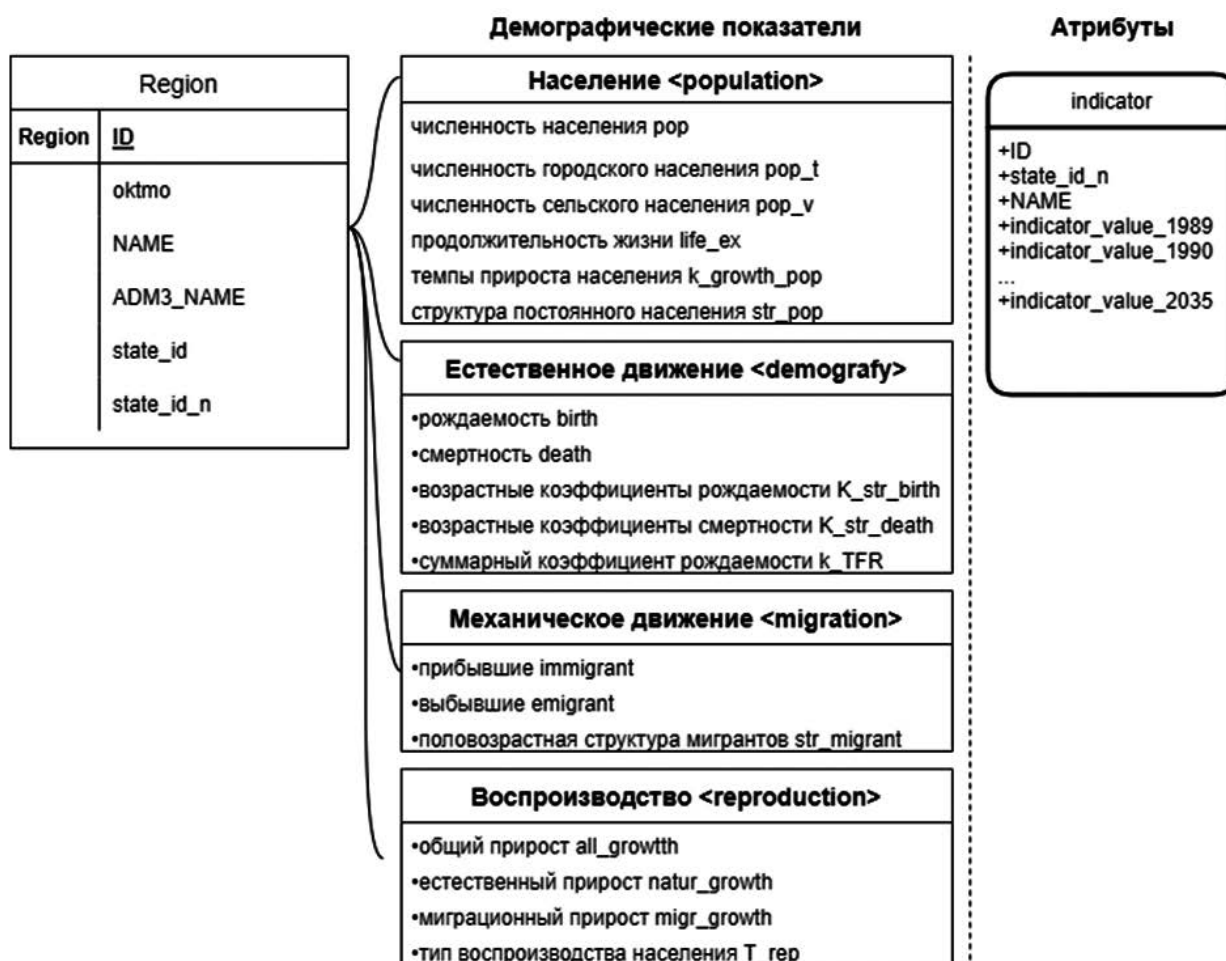 Демографические показатели
Атрибуты
Region
Region ID
oktmo
NAME
ADM3_NAME
state_id
state_id_n
Население <population>
численность населения pop
численность городского населения pop_t
численность сельского населения pop_v
продолжительность жизни life_ex
темпы прироста населения k_growth_pop
структура постоянного населения str_pop
Естественное движение <demografy>
•рождаемость birth
•смертность death
•возрастные коэффициенты рождаемости K_str_birth
•возрастные коэффициенты смертности K_str_death
•суммарный коэффициент рождаемости k_TFR
Механическое движение <migration>
•прибывшие immigrant
•выбывшие emigrant
•половозрастная структура мигрантов str_migrant
Воспроизводство <reproduction>
•общий прирост all_growtth
•естественный прирост natur_growth
•миграционный прирост migr_growth
•тип воспроизводства населения T_rep
indicator
+ID
+state_id_n
+NAME
+indicator_value_1989
+indicator_value_1990
...
+indicator_value_2035